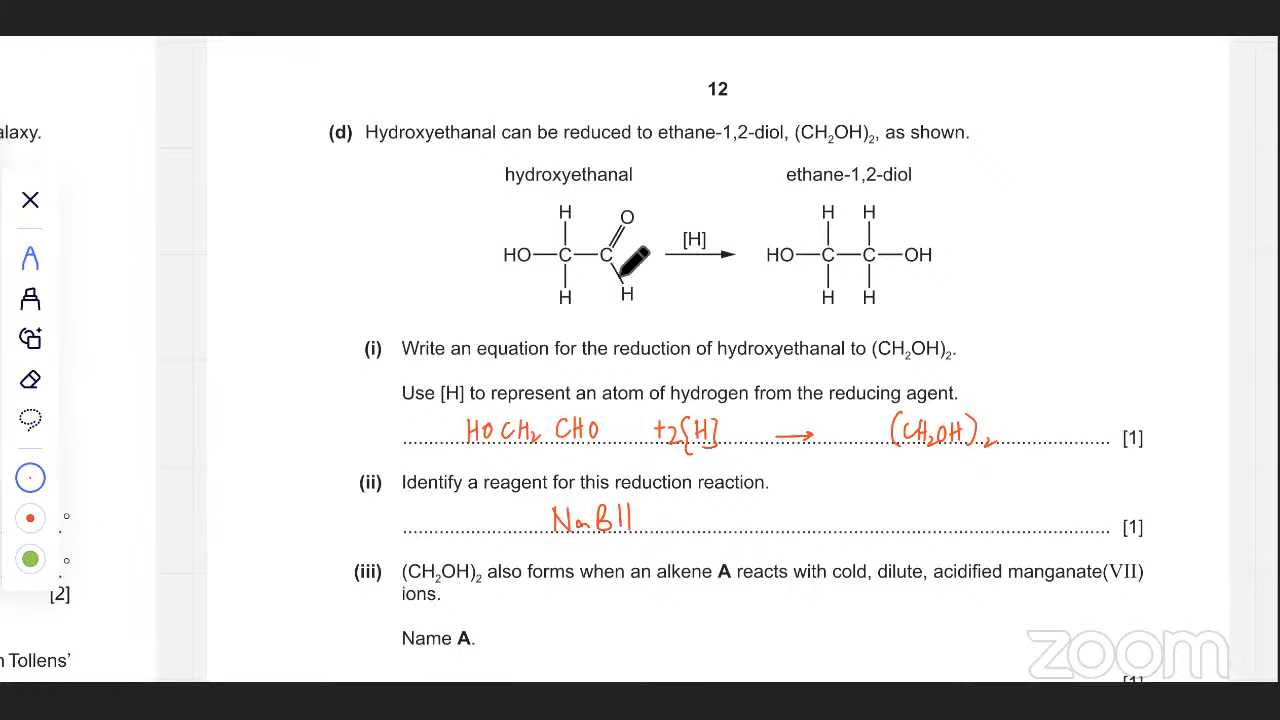 12
alaxy.
(d) Hydroxyethanal can be reduced to ethane-1,2-diol, (CH₂OH)₂, as shown.
hydroxyethanal ethane-1,2-diol
H O H H
HO C C [H] HO C C OH
H H H H
(i) Write an equation for the reduction of hydroxyethanal to (CH₂OH)₂.
Use [H] to represent an atom of hydrogen from the reducing agent.
HOCH₂ CHO +2{H] → (CH₂OH)₂ [1]
(ii) Identify a reagent for this reduction reaction.
NaBH [1]
[2]
(iii) (CH₂OH)₂ also forms when an alkene A reacts with cold, dilute, acidified manganate(VII)
ions.
Name A.
Tollens'
zoom